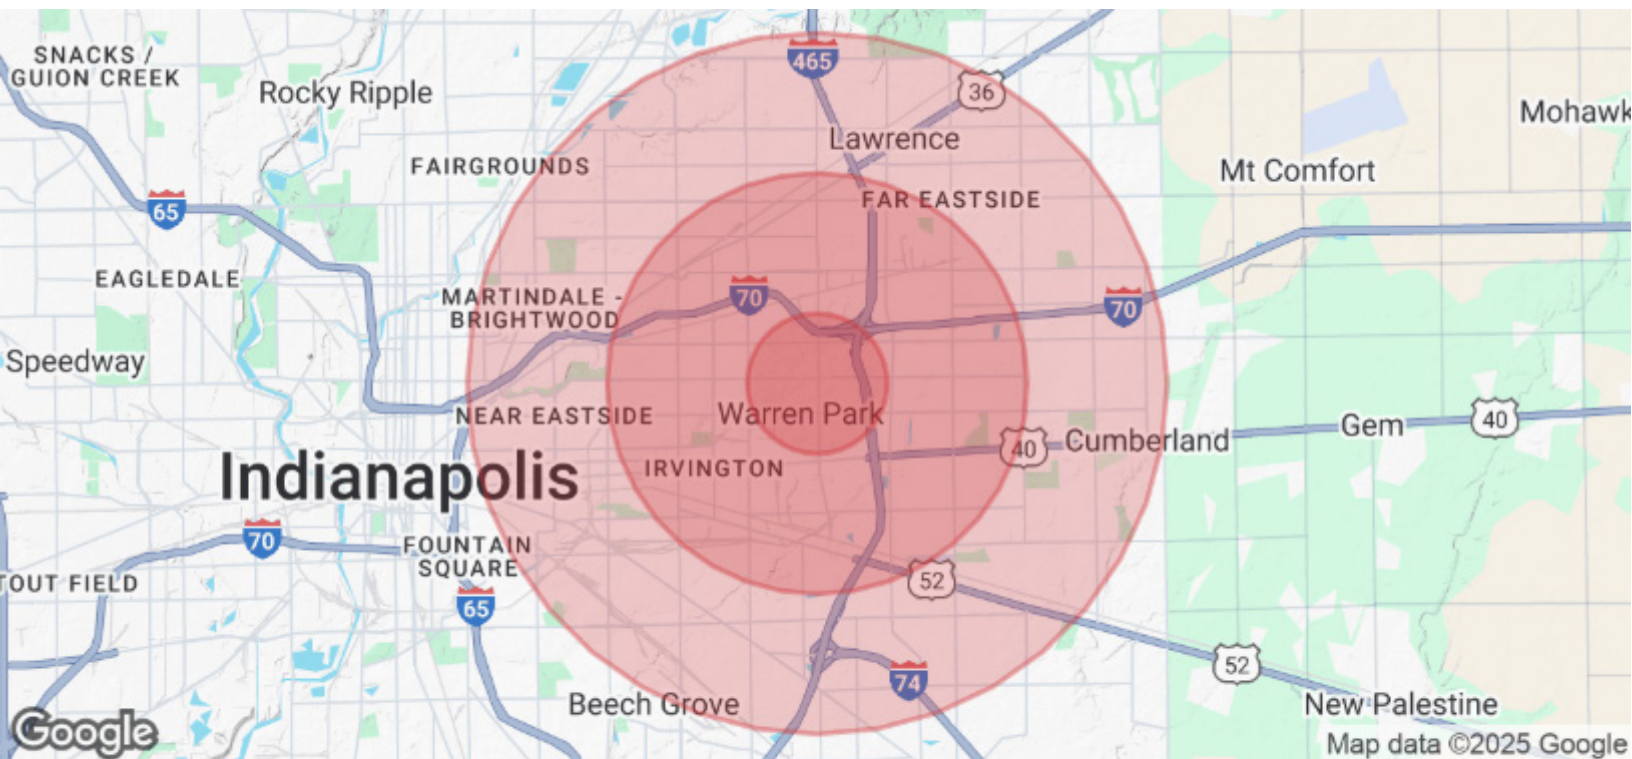 SNACKS /
GUION CREEK
Rocky Ripple
465
36
Mohawk
Lawrence
FAIRGROUNDS
Mt Comfort
65
FAR EASTSIDE
EAGLEDALE
MARTINDALE -
BRIGHTWOOD
70
70
Speedway
NEAR EASTSIDE
Warren Park
40
Gem
40
Cumberland
Indianapolis
IRVINGTON
70
FOUNTAIN
SQUARE
TOUT FIELD
52
65
52
74
Beech Grove
New Palestine
Google
Map data ©2025 Google